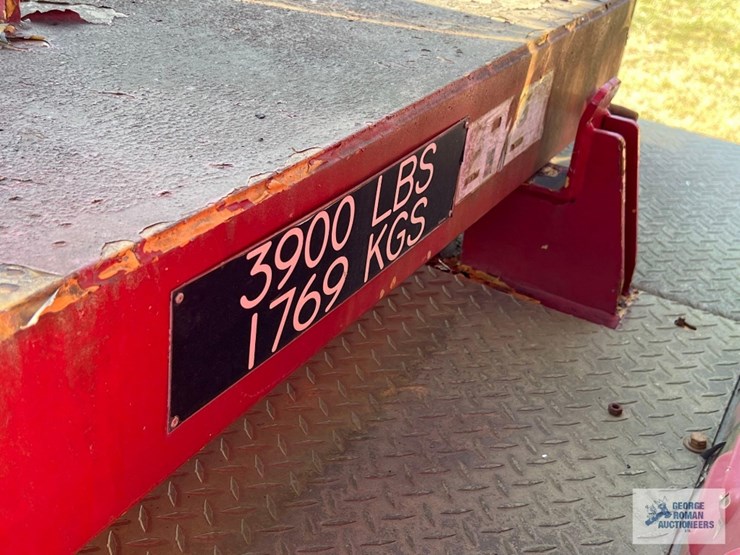 3900 LBS
1769 KGS
GEORGE
ROMAN
AUCTIONEERS